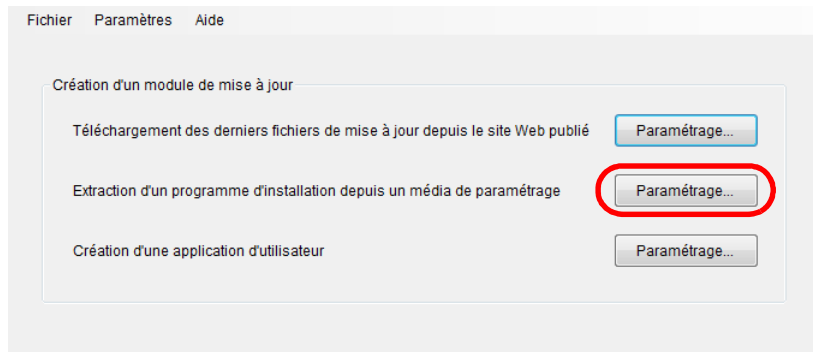 Fichier Paramètres Aide
Création d'un module de mise à jour
Téléchargement des derniers fichiers de mise à jour depuis le site Web publié Paramétrage...
Extraction d'un programme d'installation depuis un média de paramétrage Paramétrage...
Création d'une application d'utilisateur Paramétrage...